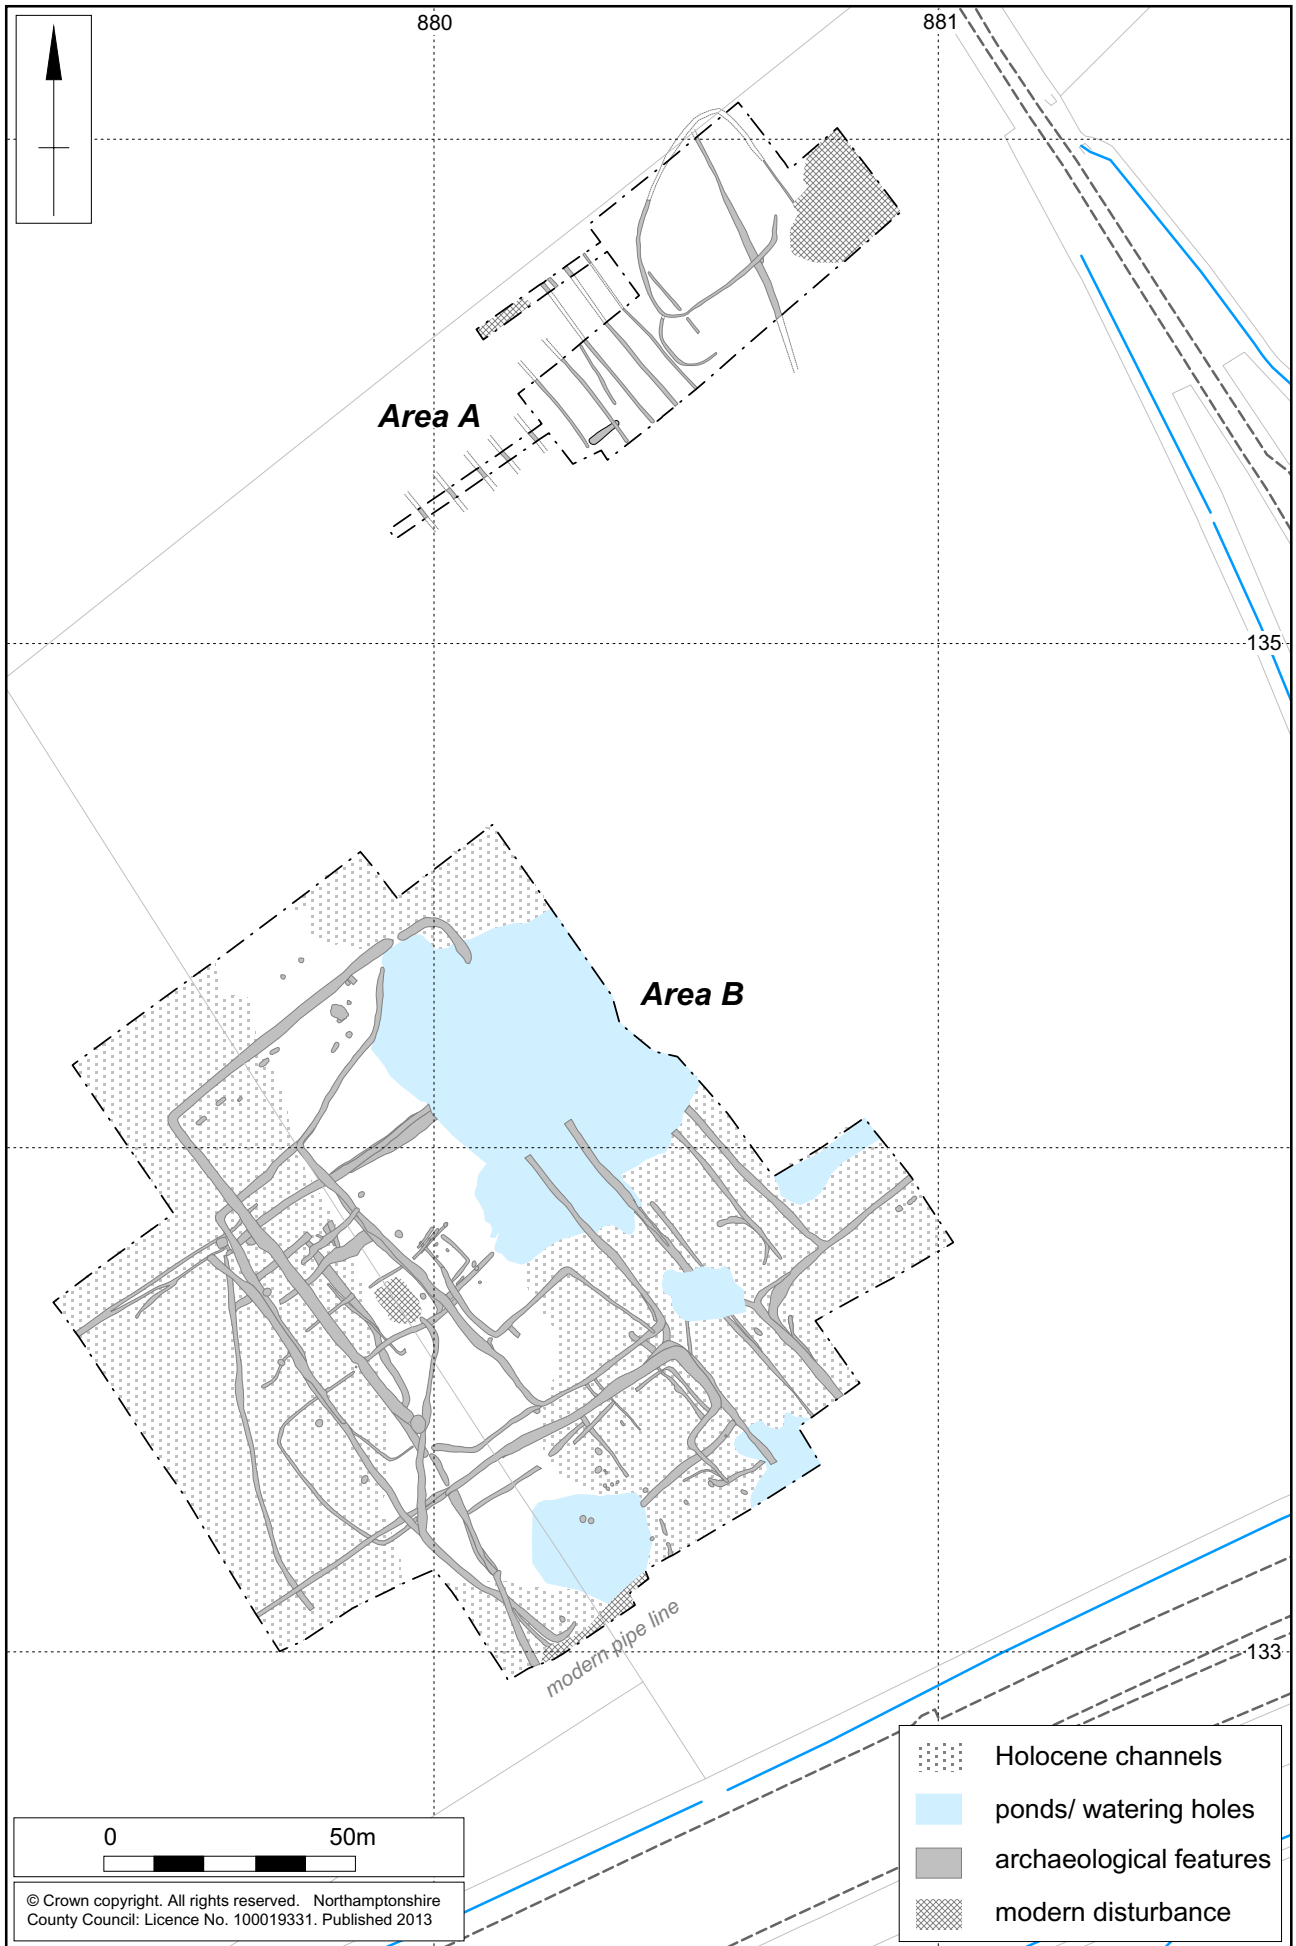 880
881
Area A
135
Area B
modern pipe line
133
Holocene channels
ponds/ watering holes
archaeological features
modern disturbance
0 50m
© Crown copyright. All rights reserved. Northamptonshire
County Council: Licence No. 100019331. Published 2013